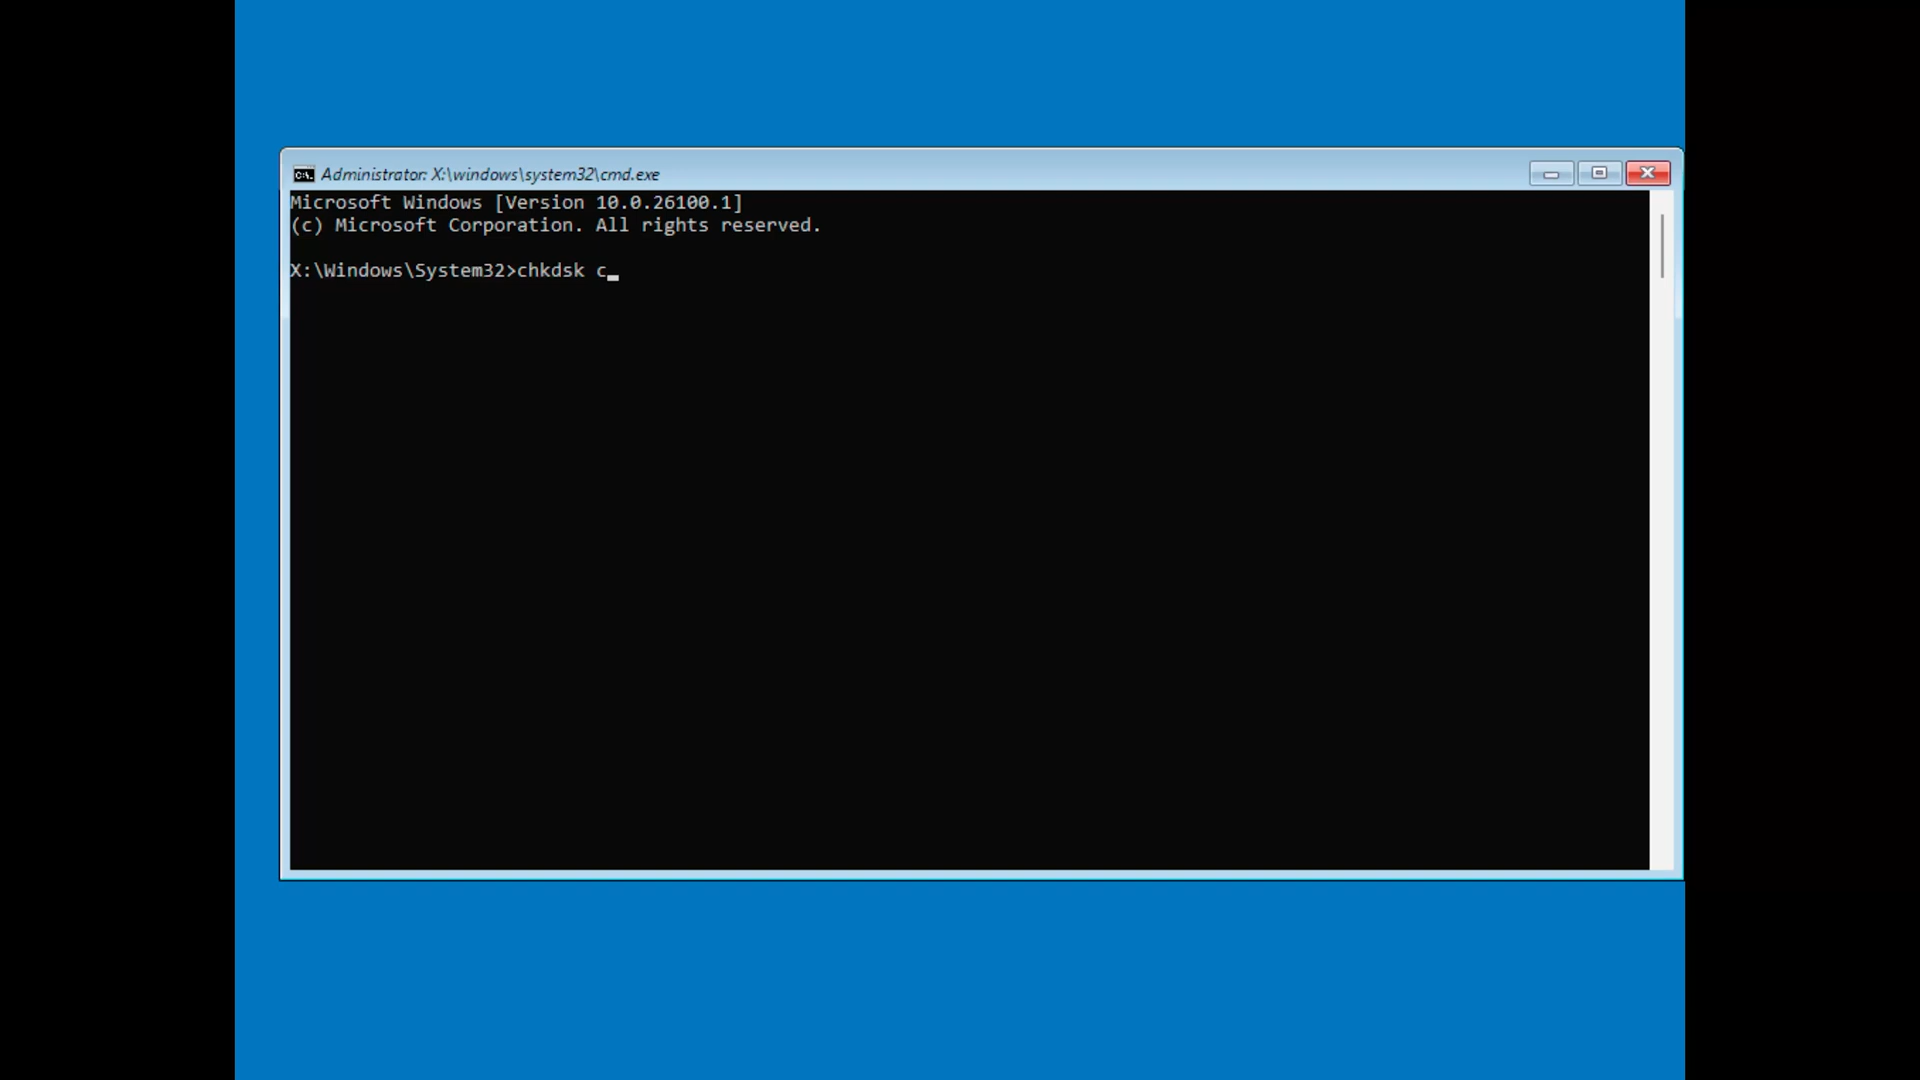 Administrator: X:\windows\system32\cmd.exe
Microsoft Windows [Version 10.0.26100.1]
(c) Microsoft Corporation. All rights reserved.
X:\Windows\System32>chkdsk c